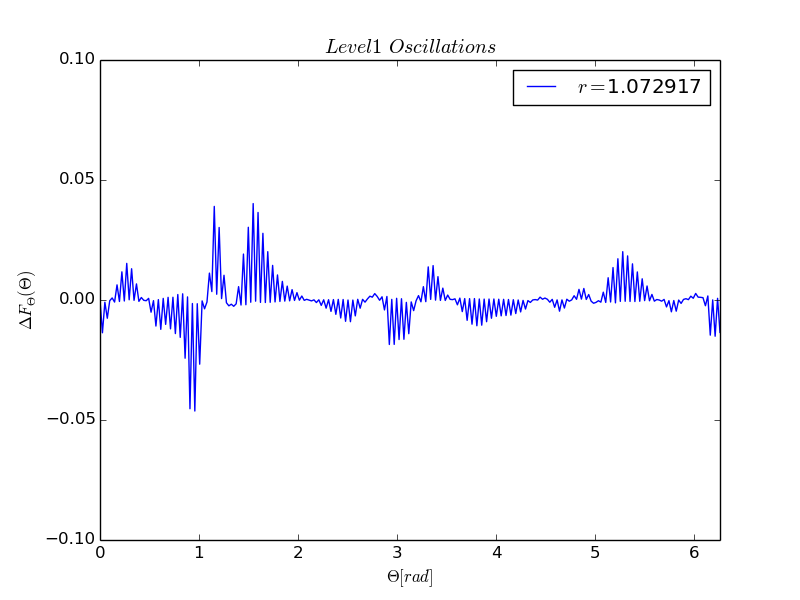 Level1 Oscillations
r=1.072917
0.10
0.05
0.00
−0.05
−0.10
ΔF_Θ(Θ)
0 1 2 3 4 5 6
Θ[rad]